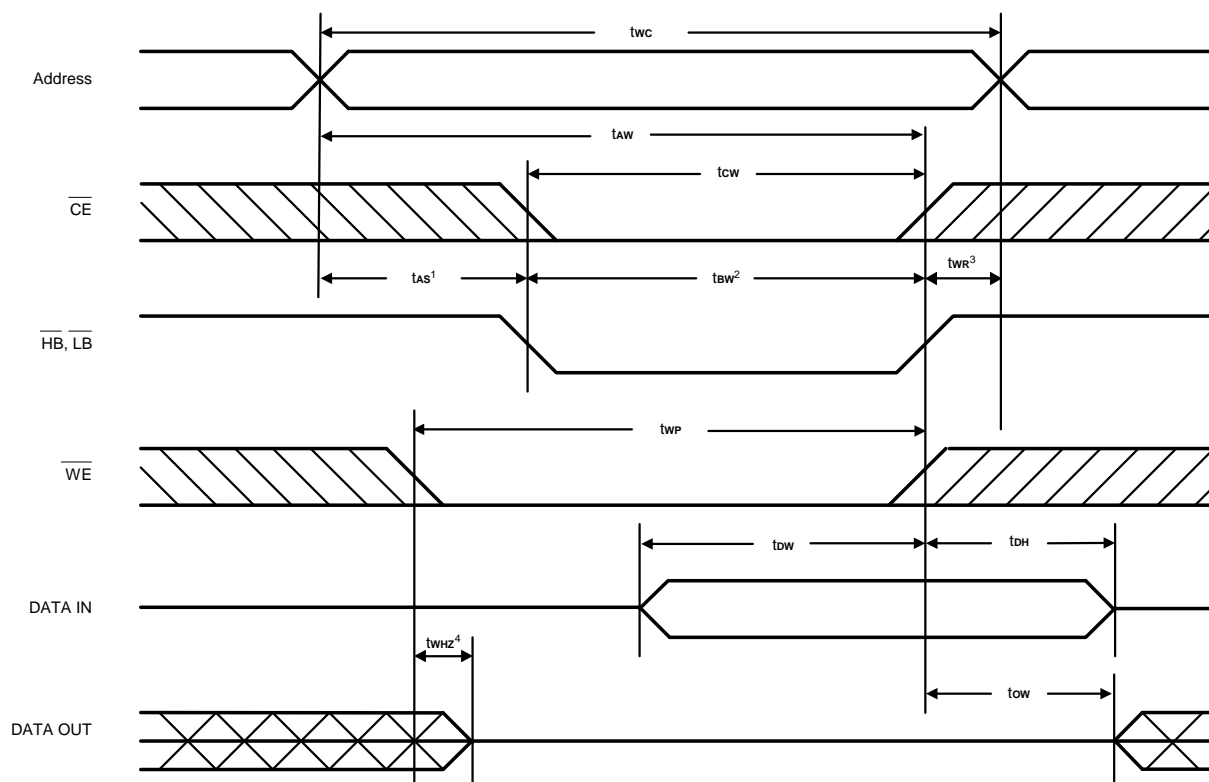 tWC
Address
tAW
tCW
CE
tAS1 tBW2 tWR3
HB, LB
tWP
WE
tDW tDH
DATA IN
tWHZ4
tOW
DATA OUT